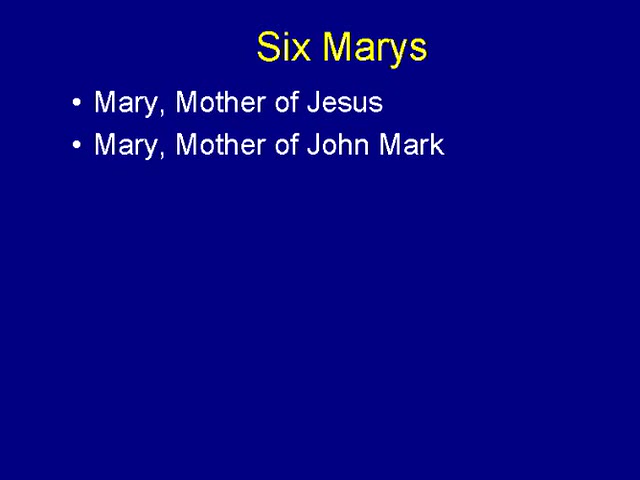 Six Marys
• Mary, Mother of Jesus
• Mary, Mother of John Mark